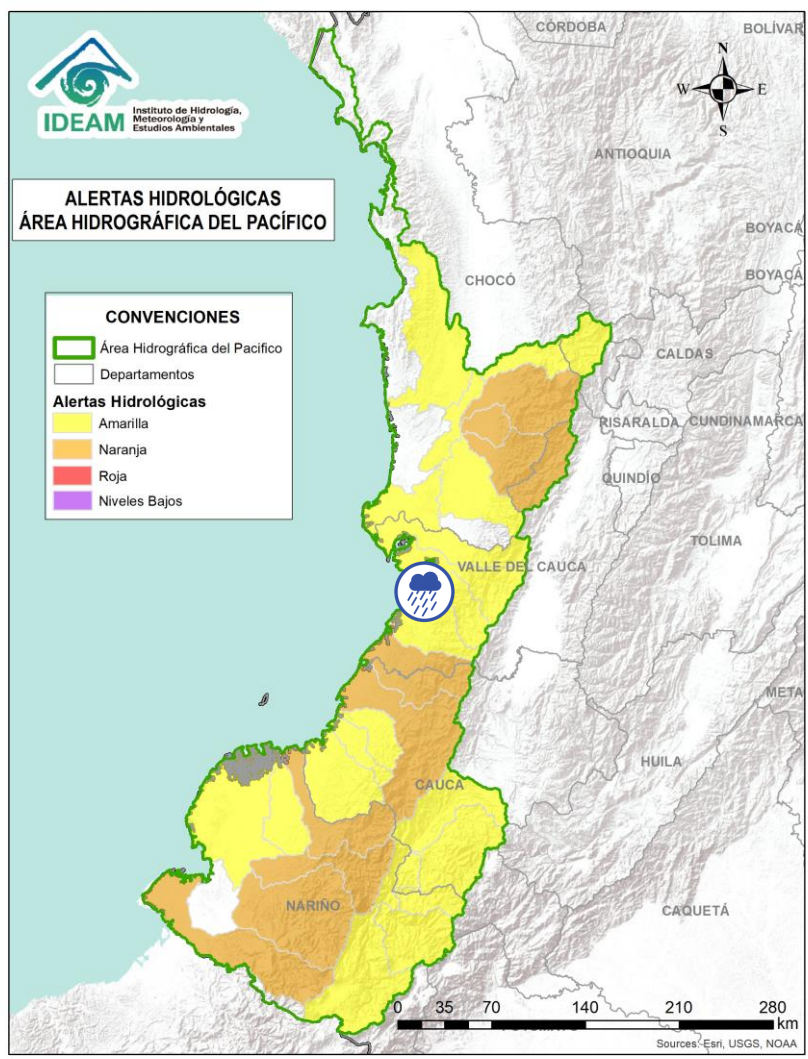 IDEAM
Instituto de Hidrología,
Meteorología y
Estudios Ambientales
ALERTAS HIDROLÓGICAS
ÁREA HIDROGRÁFICA DEL PACÍFICO
CONVENCIONES
Área Hidrográfica del Pacifico
Departamentos
Alertas Hidrológicas
Amarilla
Naranja
Roja
Niveles Bajos
CÓRDOBA
BOLÍVAR
N
W
E
S
ANTIOQUIA
BOYACÁ
BOYACÁ
CHOCÓ
CALDAS
RISARALDA
CUNDINAMARCA
QUINDÍO
TOLIMA
VALLE DEL CAUCA
META
HUILA
CAUCA
NARIÑO
CAQUETÁ
0 35 70 140 210 280
km
Sources: Esri, USGS, NOAA